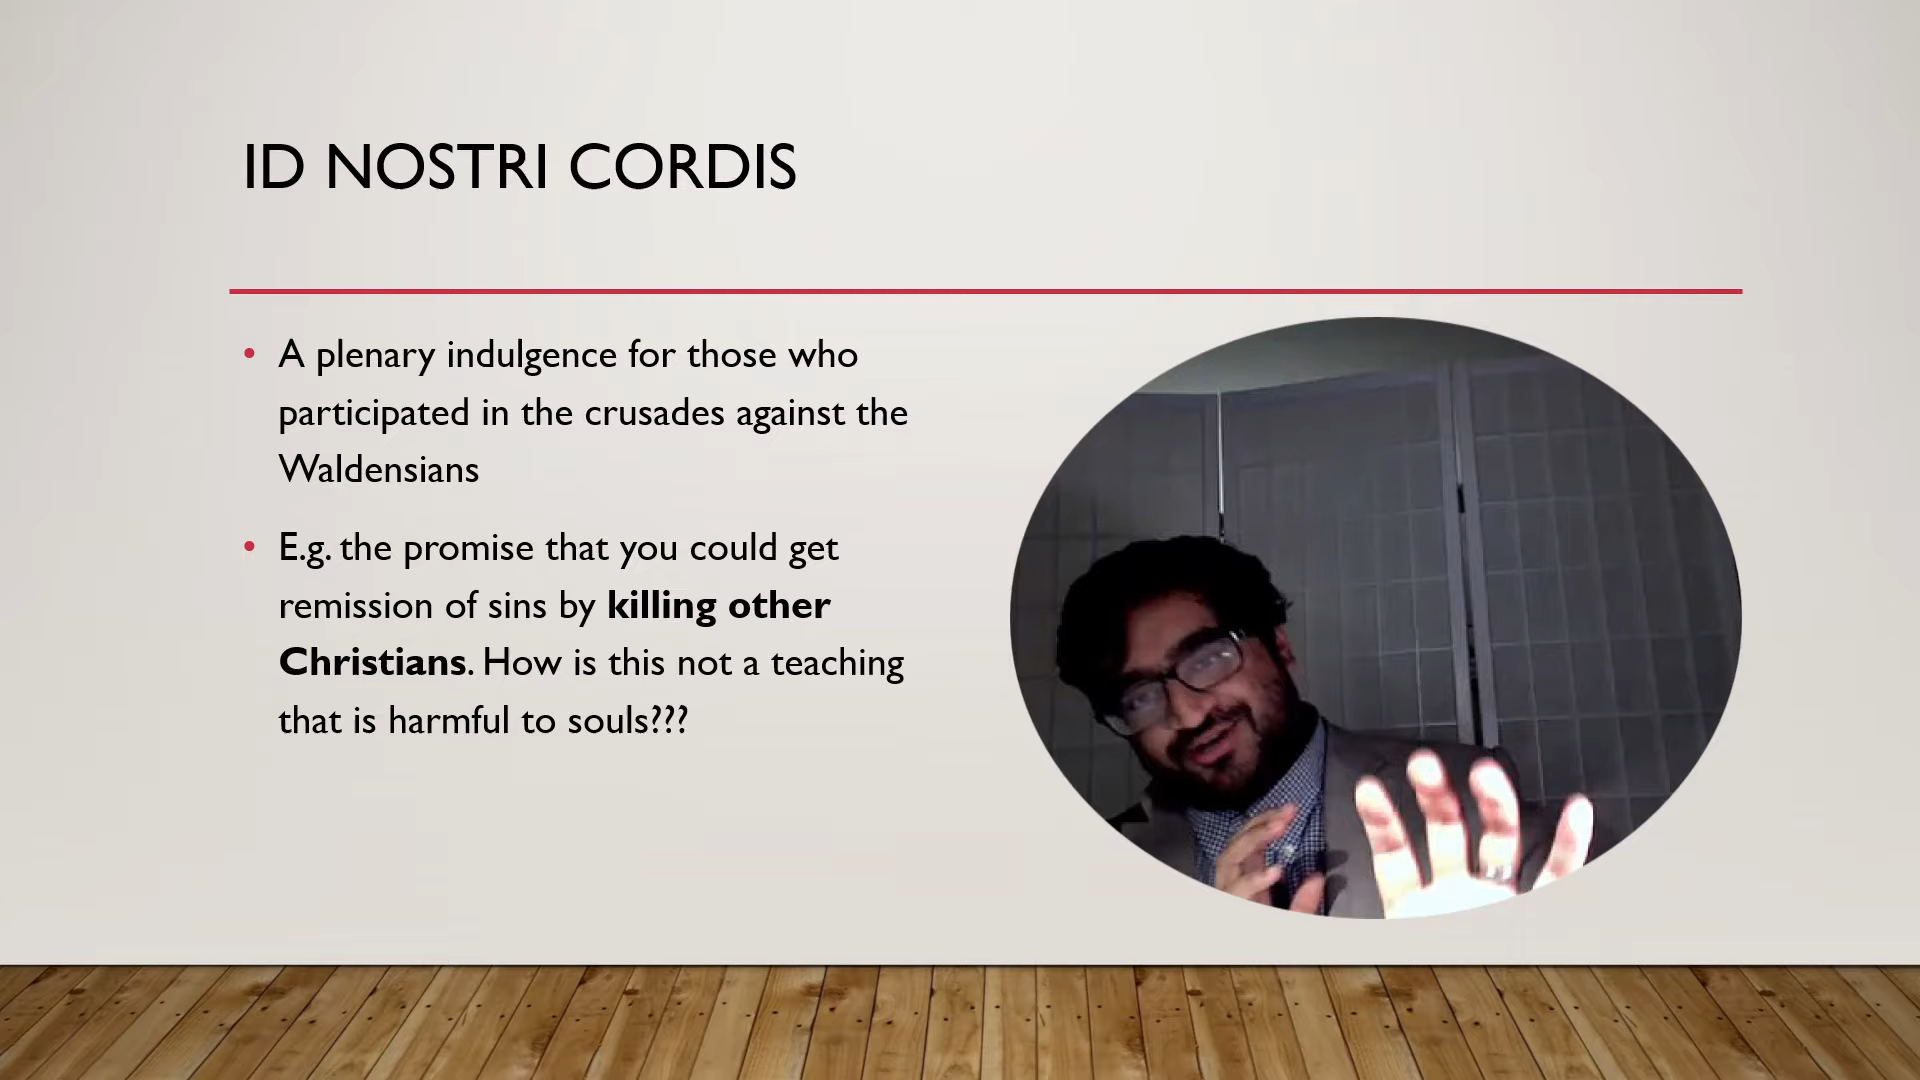 ID NOSTRI CORDIS
• A plenary indulgence for those who
participated in the crusades against the
Waldensians
• E.g. the promise that you could get
remission of sins by killing other
Christians. How is this not a teaching
that is harmful to souls???